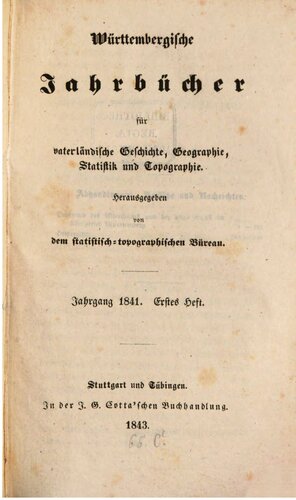 Württembergische
Jahrbücher
für
vaterländische Geschichte, Geographie,
Statistik und Topographie.
Herausgegeben
von
dem statistisch-topographischen Büreau.
Jahrgang 1841. Erstes Heft.
Stuttgart und Tübingen.
In der J. G. Cotta'schen Buchhandlung.
1843.